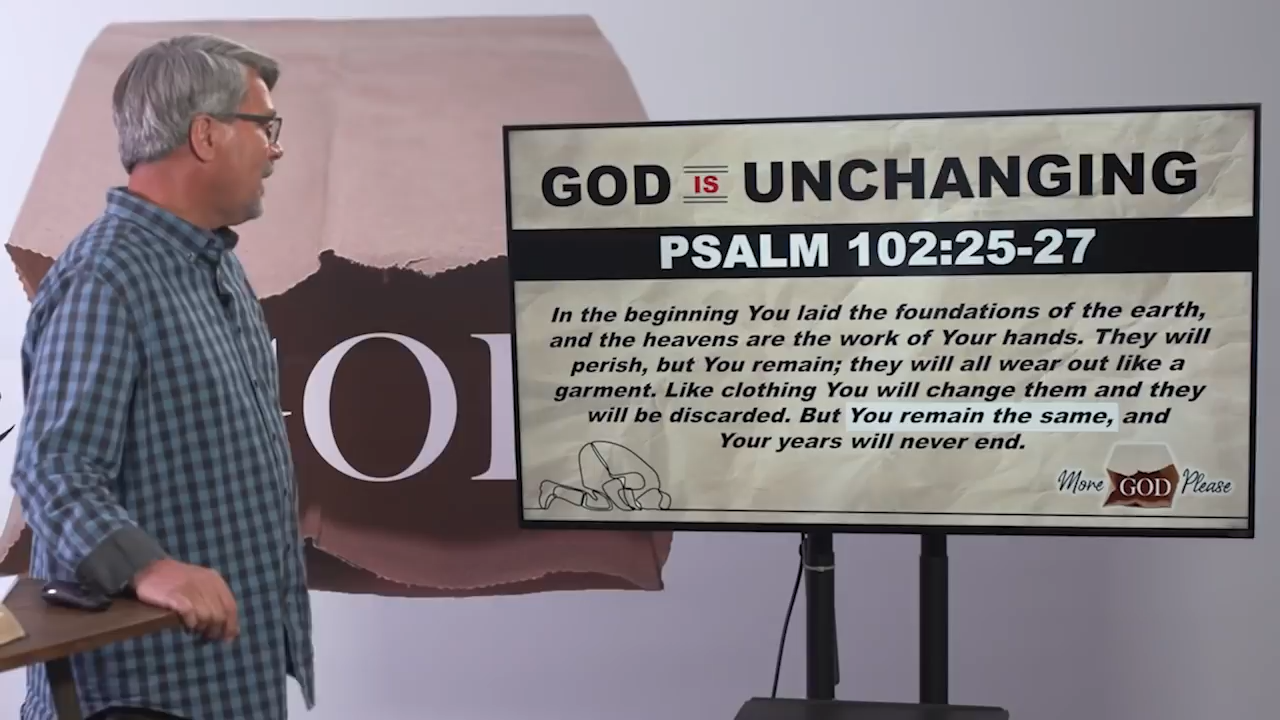 GOD IS UNCHANGING
PSALM 102:25-27
In the beginning You laid the foundations of the earth,
and the heavens are the work of Your hands. They will
perish, but You remain; they will all wear out like a
garment. Like clothing You will change them and they
will be discarded. But You remain the same, and
Your years will never end.
More GOD Please